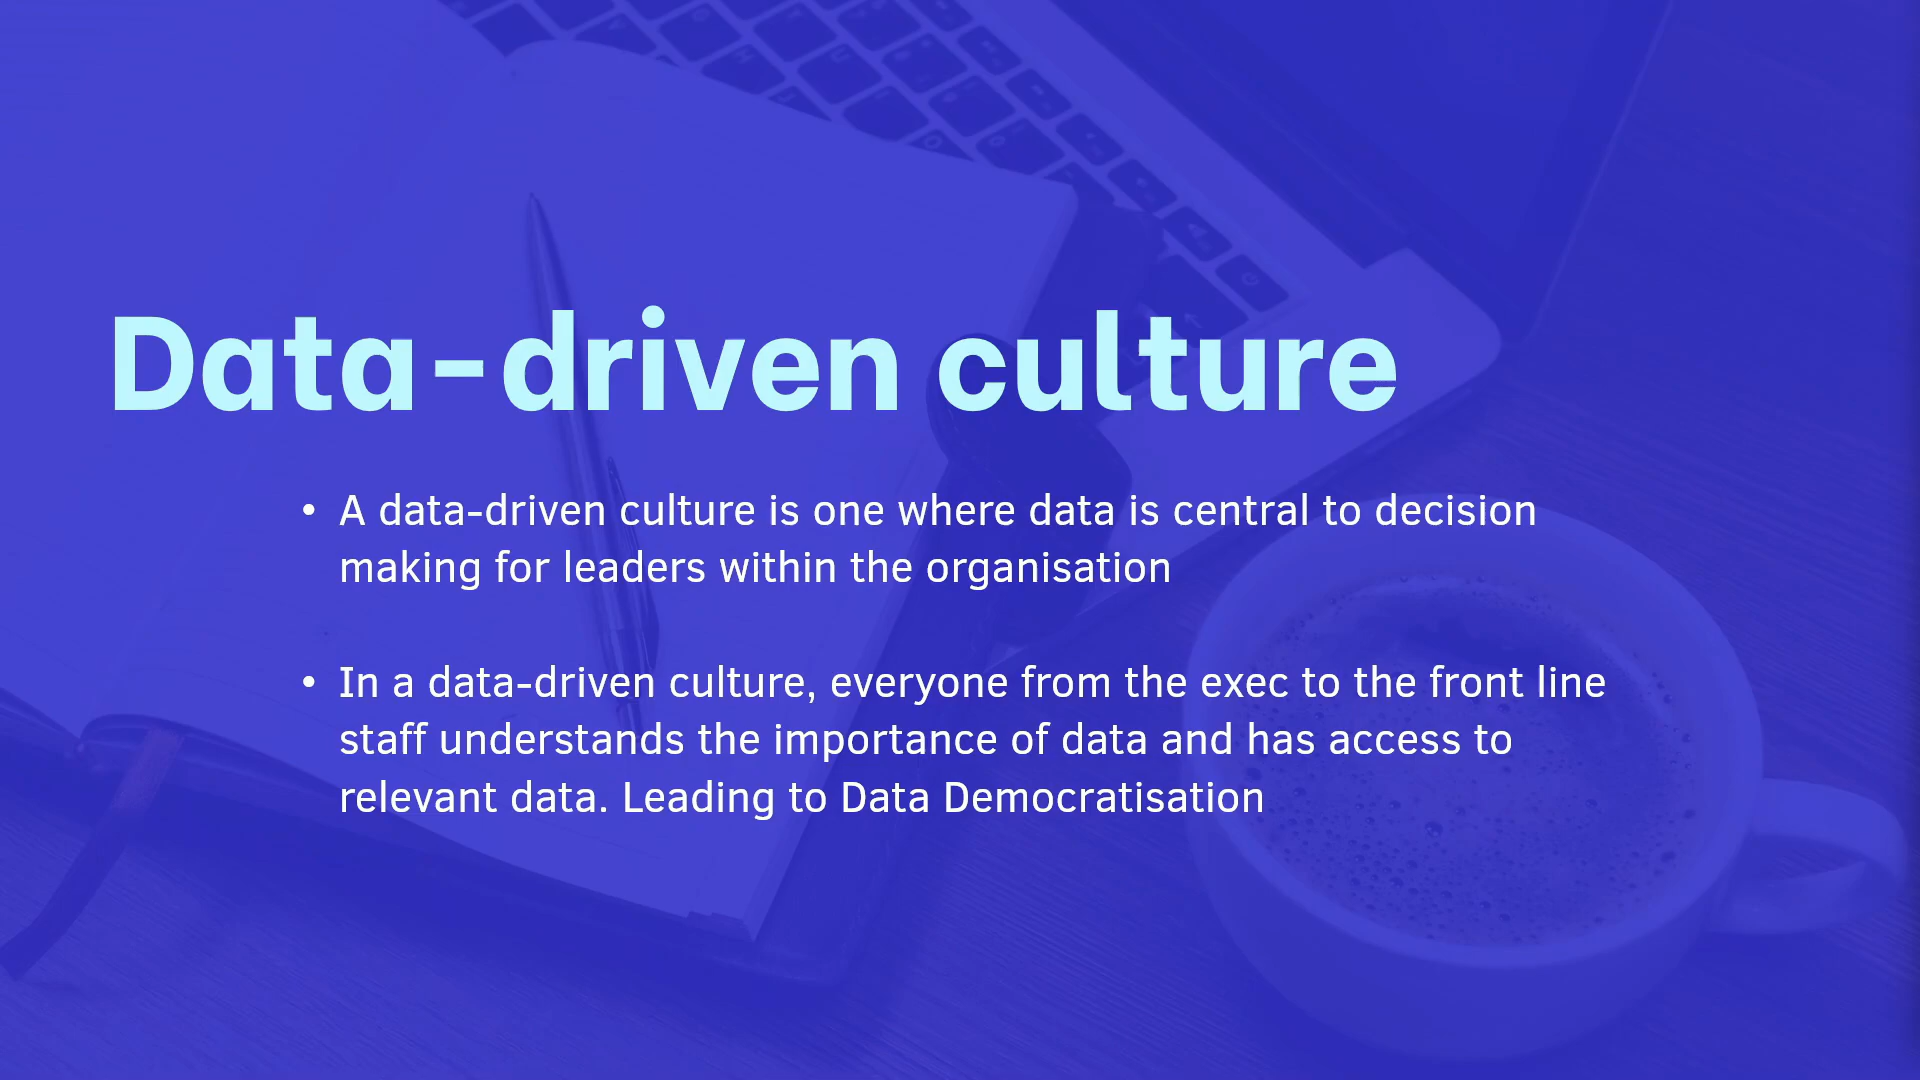 Data-driven culture
• A data-driven culture is one where data is central to decision
making for leaders within the organisation
• In a data-driven culture, everyone from the exec to the front line
staff understands the importance of data and has access to
relevant data. Leading to Data Democratisation